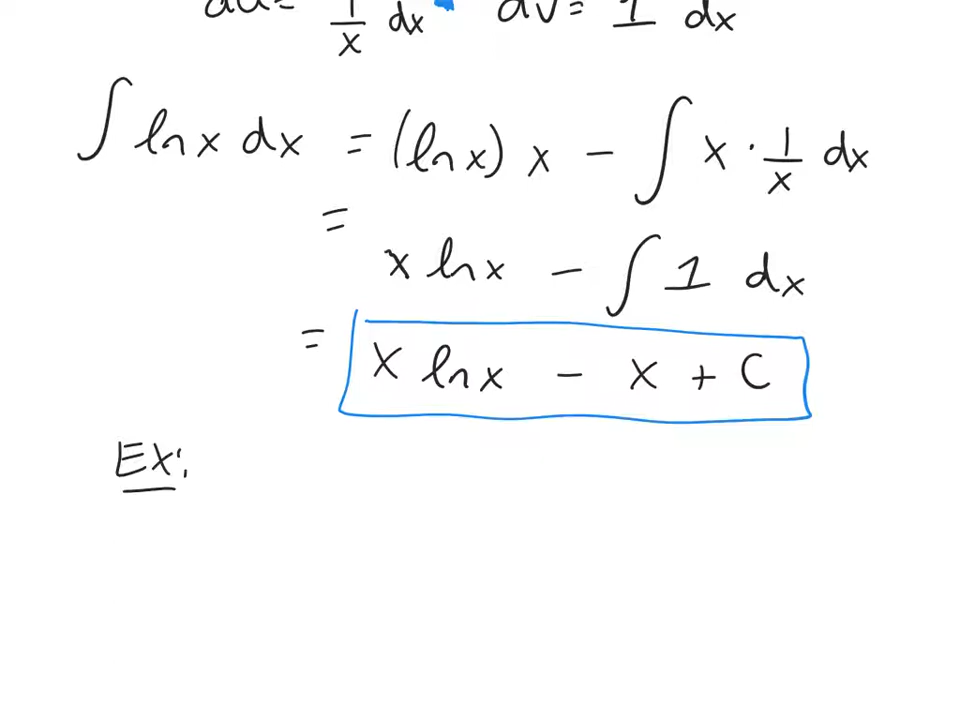 du = 1/x dx dv = 1 dx
∫ ln x dx = (ln x) x − ∫ x · 1/x dx
=
x ln x − ∫ 1 dx
= x ln x − x + C
Ex: